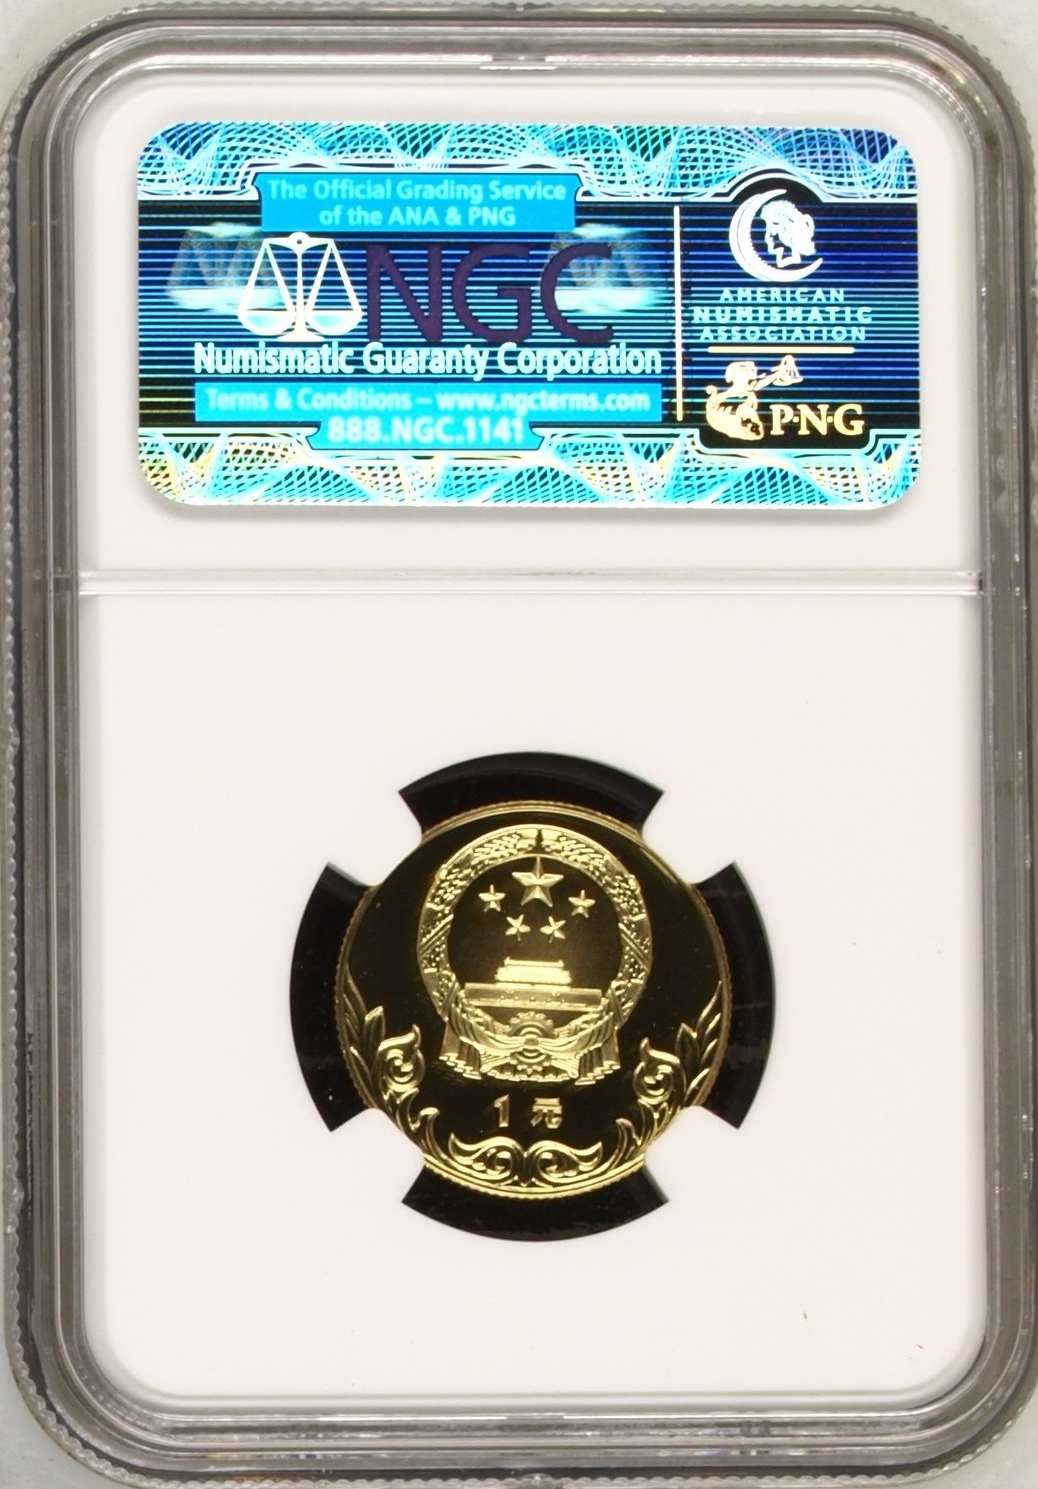 The Official Grading Service
of the ANA & PNG
NGC
Numismatic Guaranty Corporation
Terms & Conditions – www.ngcterms.com
888.NGC.1141
AMERICAN
NUMISMATIC
ASSOCIATION
P·N·G
1元